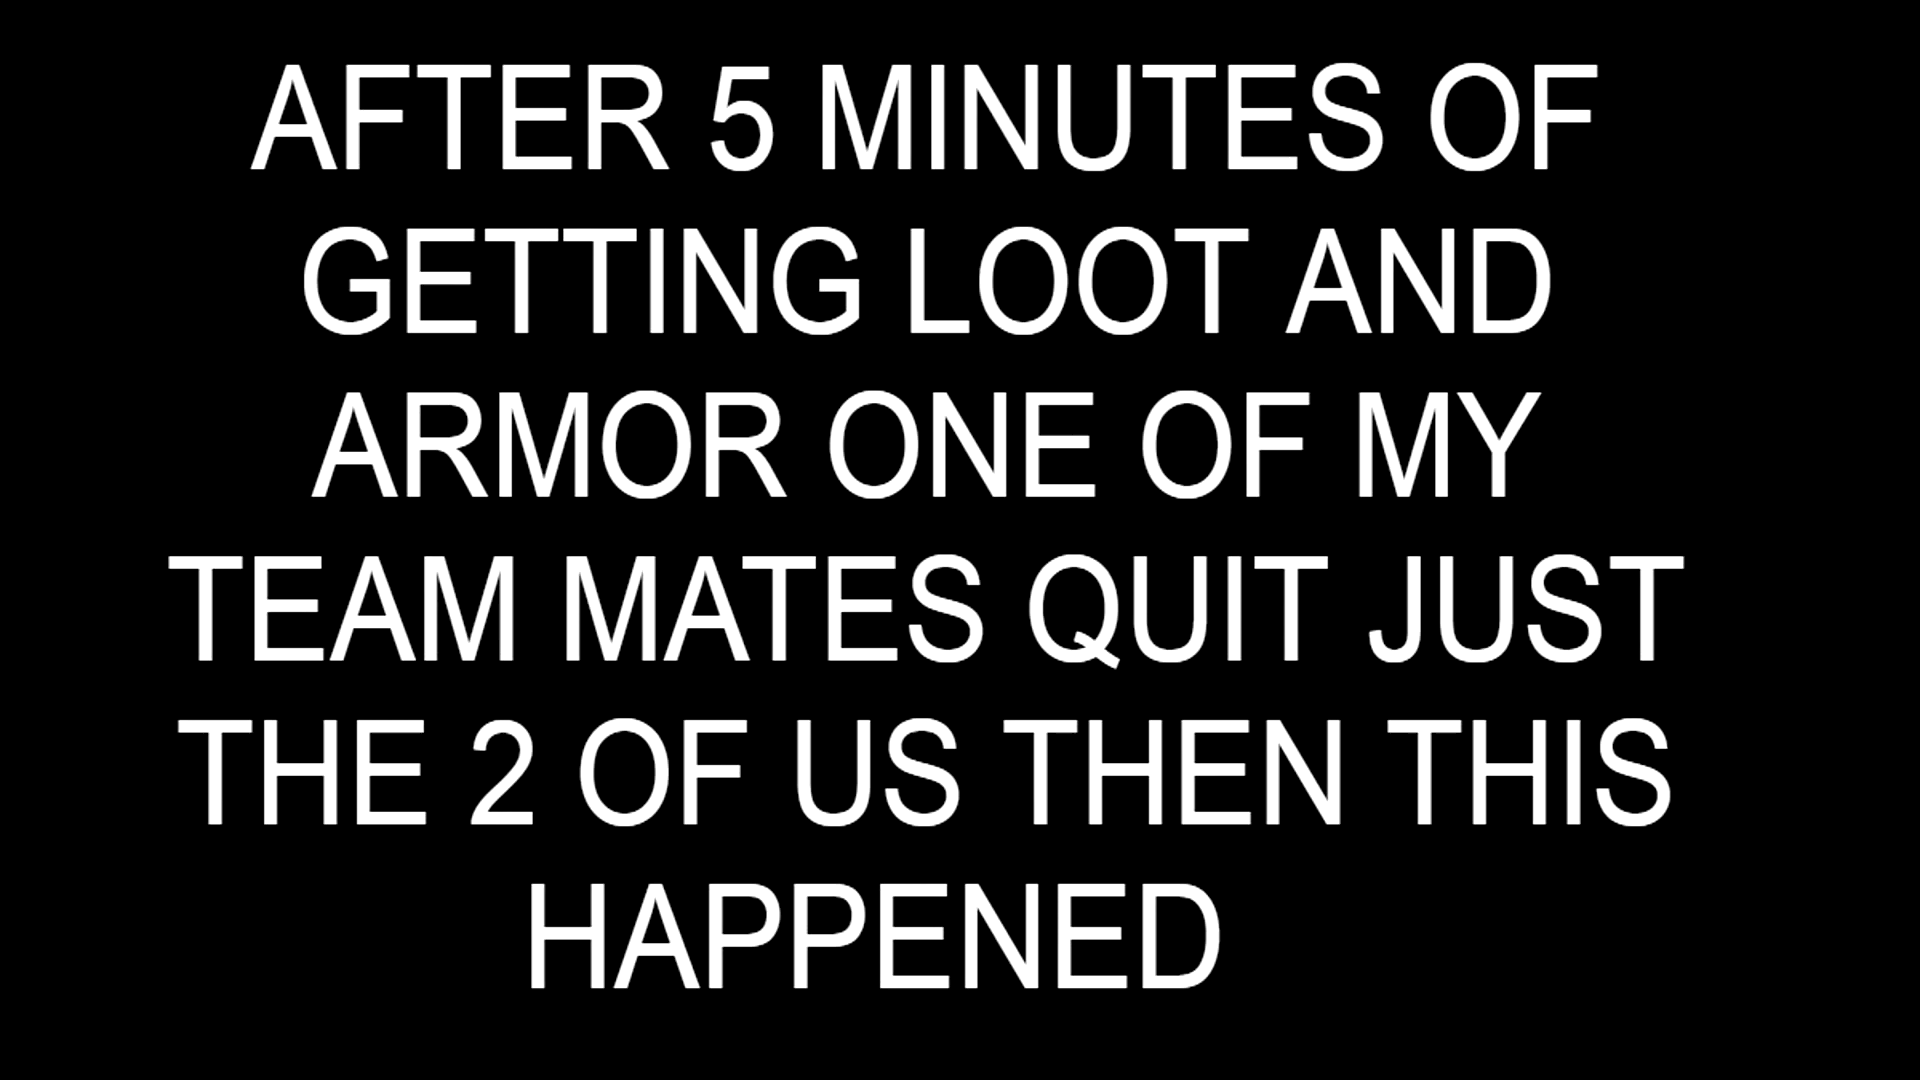 AFTER 5 MINUTES OF
GETTING LOOT AND
ARMOR ONE OF MY
TEAM MATES QUIT JUST
THE 2 OF US THEN THIS
HAPPENED